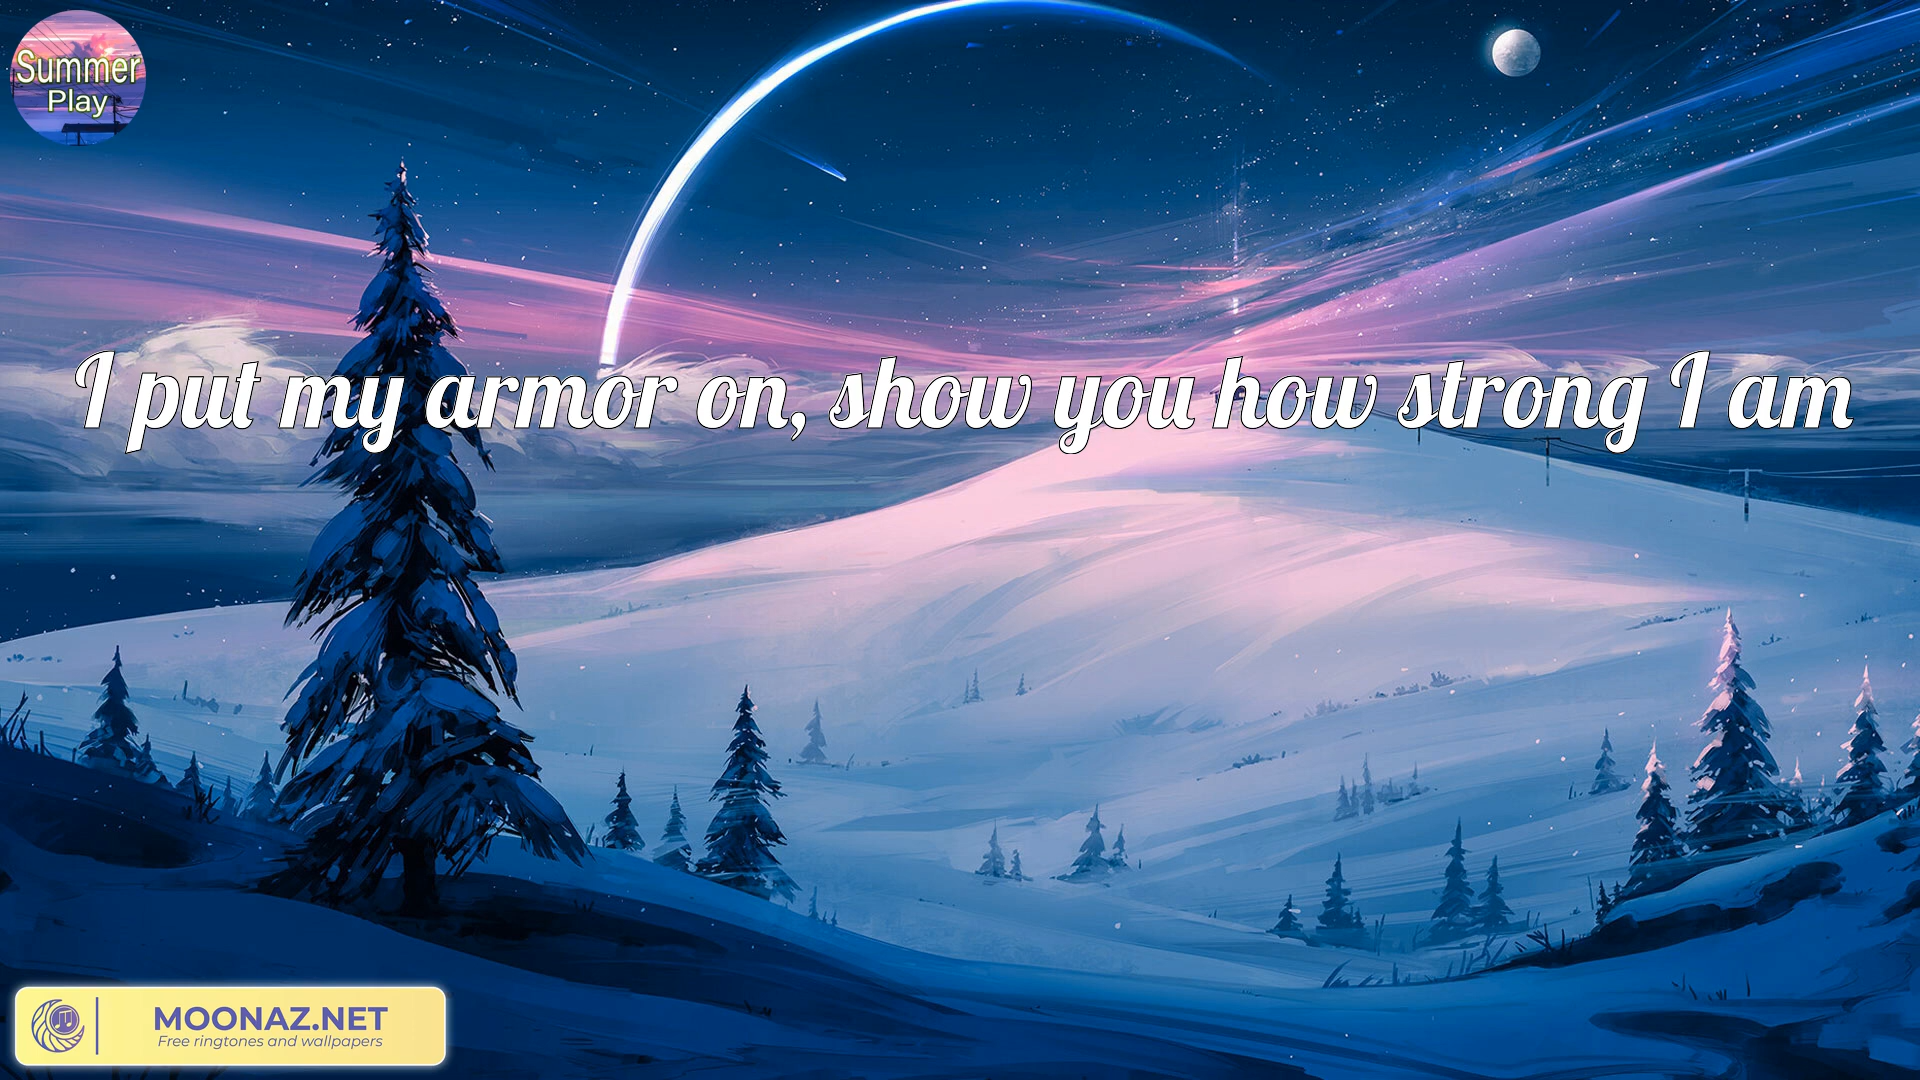 Summer
Play
I put my armor on, show you how strong I am
MOONAZ.NET
Free ringtones and wallpapers